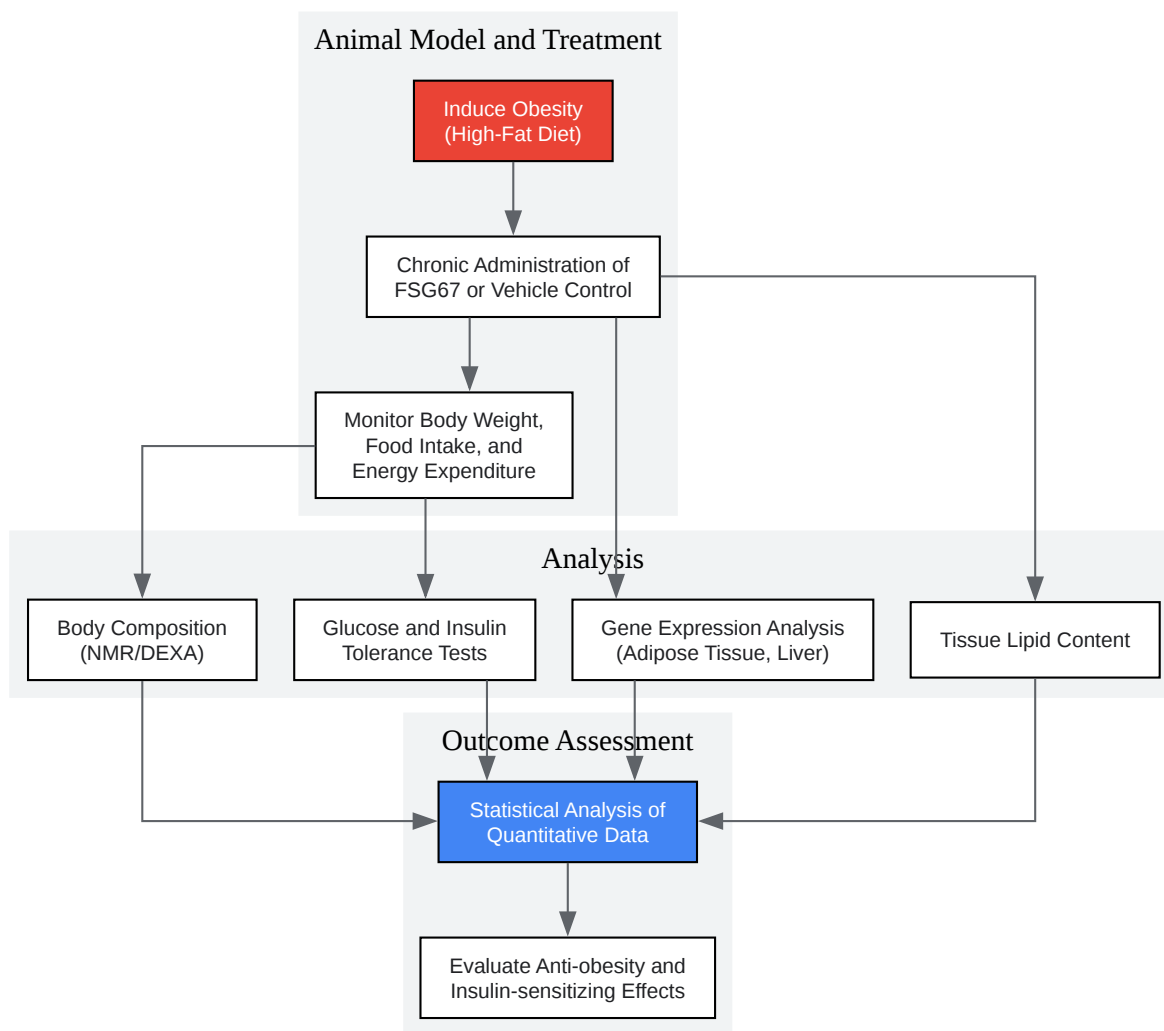 Animal Model and Treatment
Induce Obesity
(High-Fat Diet)
Chronic Administration of
FSG67 or Vehicle Control
Monitor Body Weight,
Food Intake, and
Energy Expenditure
Analysis
Body Composition
(NMR/DEXA)
Glucose and Insulin
Tolerance Tests
Gene Expression Analysis
(Adipose Tissue, Liver)
Tissue Lipid Content
Outcome Assessment
Statistical Analysis of
Quantitative Data
Evaluate Anti-obesity and
Insulin-sensitizing Effects